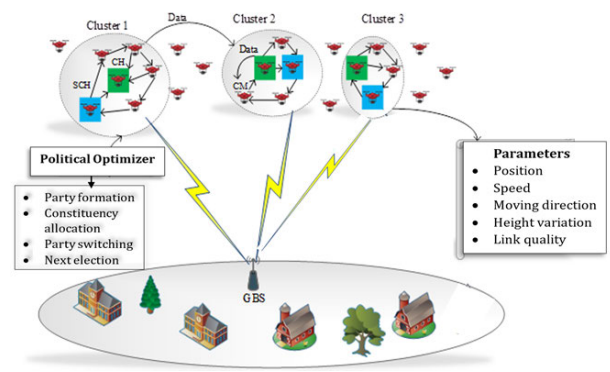 Cluster 1
Data
Cluster 2
Cluster 3
CH
SCH
Data
CM
Political Optimizer
Party formation
Constituency
allocation
Party switching
Next election
Parameters
Position
Speed
Moving direction
Height variation
Link quality
GBS